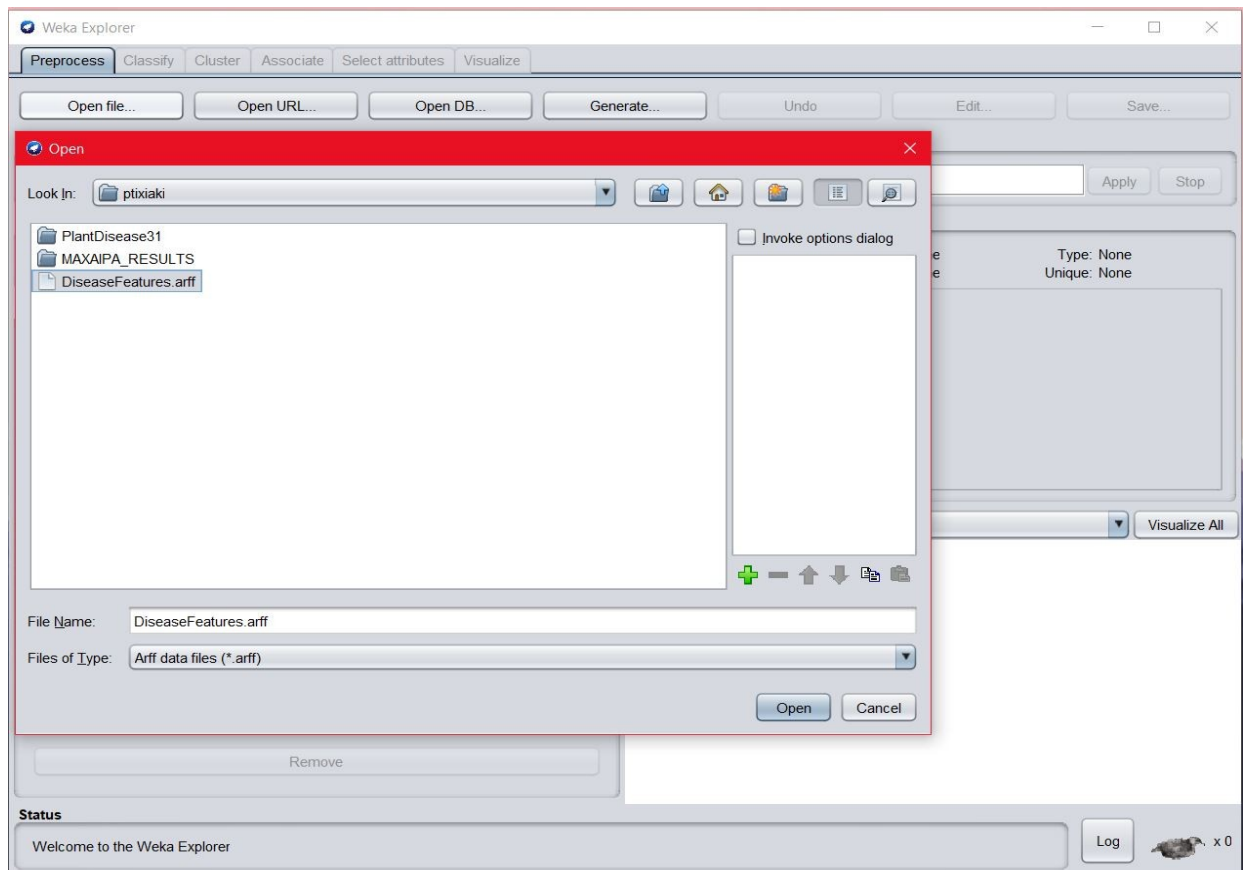 Weka Explorer
Preprocess Classify Cluster Associate Select attributes Visualize
Open file... Open URL... Open DB... Generate... Undo Edit... Save...
Open
Look In: ptixiaki
Apply Stop
PlantDisease31
MAXAIPA_RESULTS
DiseaseFeatures.arff
Invoke options dialog
e Type: None
e Unique: None
Visualize All
File Name: DiseaseFeatures.arff
Files of Type: Arff data files (*.arff)
Open Cancel
Remove
Status
Welcome to the Weka Explorer
Log x 0